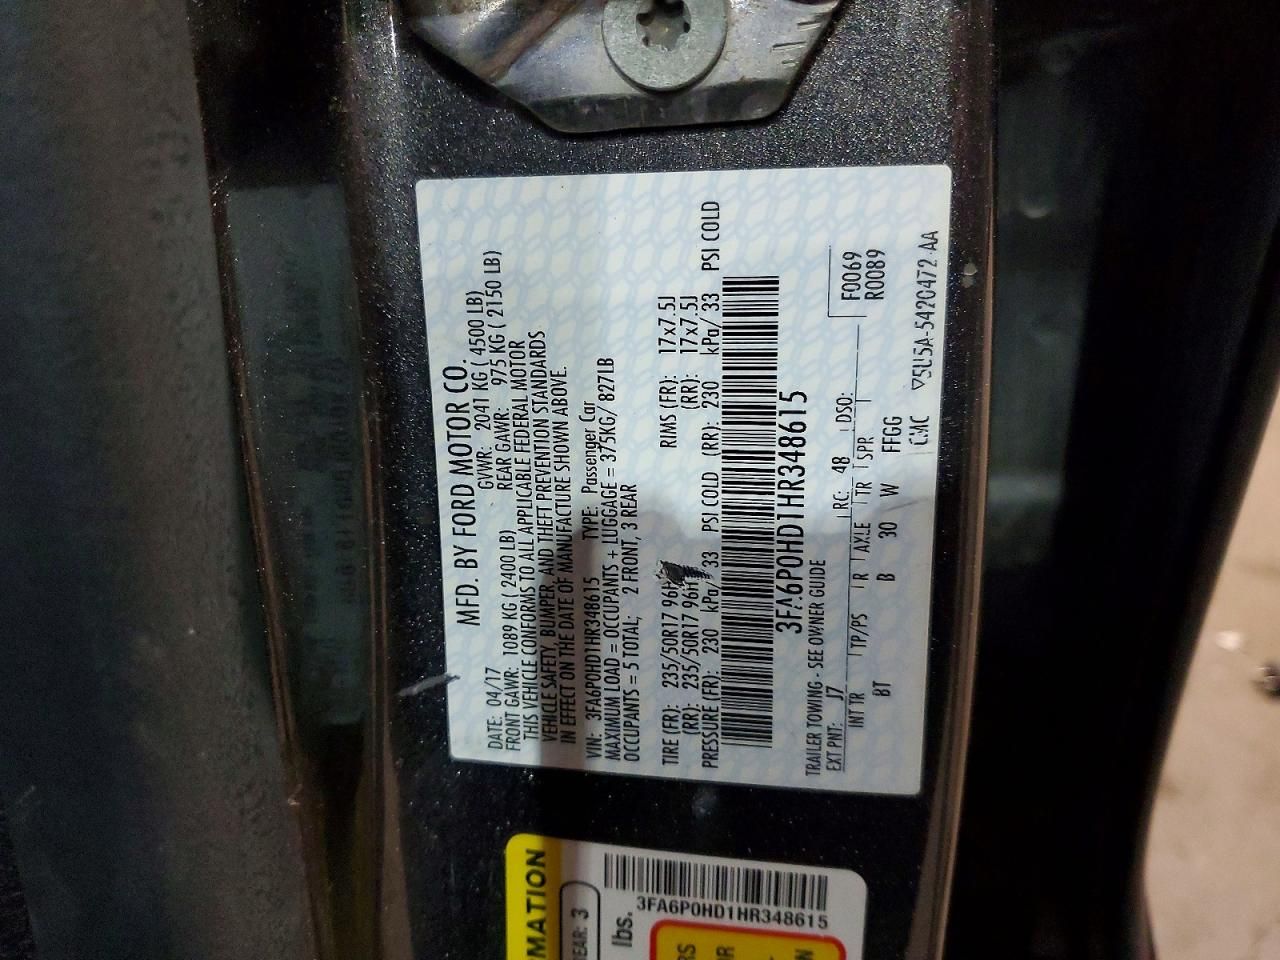 MFD. BY FORD MOTOR CO.
DATE: 04/17 GVWR: 2041 KG ( 4500 LB)
FRONT GAWR: 1089 KG ( 2400 LB) REAR GAWR: 975 KG ( 2150 LB)
THIS VEHICLE CONFORMS TO ALL APPLICABLE FEDERAL MOTOR
VEHICLE SAFETY, BUMPER, AND THEFT PREVENTION STANDARDS
IN EFFECT ON THE DATE OF MANUFACTURE SHOWN ABOVE.
VIN: 3FA6P0HD1HR348615 TYPE: Passenger Car
MAXIMUM LOAD = OCCUPANTS + LUGGAGE = 375KG/ 827LB
OCCUPANTS = 5 TOTAL; 2 FRONT, 3 REAR
TIRE (FR): 235/50R17 RIMS (FR): 17x7.5J
(RR): 235/50R17 (RR): 17x7.5J
PRESSURE (FR): 230 kPa/ 33 PSI COLD (RR): 230 kPa/ 33 PSI COLD
3FA6P0HD1HR348615
TRAILER TOWING - SEE OWNER GUIDE
EXT PNT: J7 RC: 48 DSO:
F0069
R0089
INT TR TP/PS R AXLE TR SPR
BT B 30 W FFGG
CMC ▽5U5A-5420472-AA
MATION
EAR: 3
lbs.
3FA6P0HD1HR348615